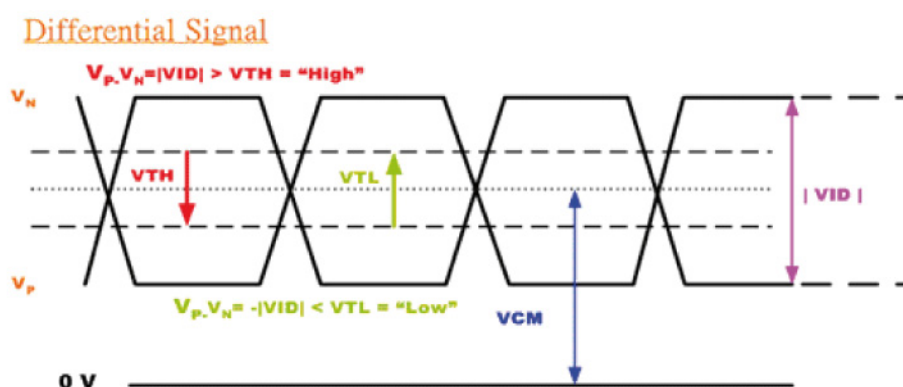 Differential Signal
VP-VN=|VID| > VTH = “High”
VN
VTH
VTL
| VID |
VP
VP-VN= -|VID| < VTL = “Low”
VCM
0 V